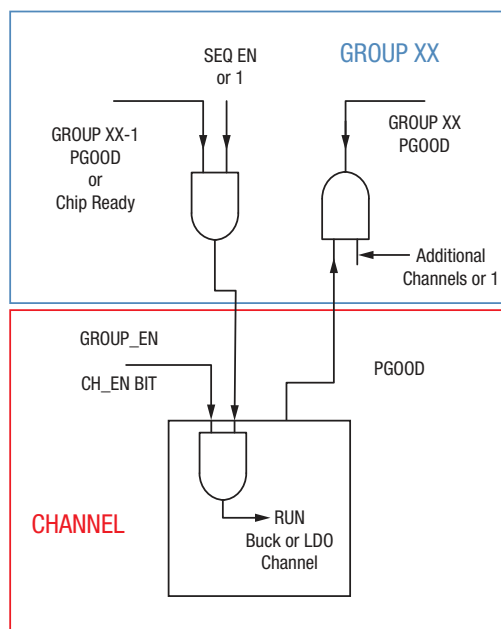 SEQ EN
or 1
GROUP XX
GROUP XX-1
PGOOD
or
Chip Ready
GROUP XX
PGOOD
Additional
Channels or 1
GROUP_EN
CH_EN BIT
PGOOD
CHANNEL
RUN
Buck or LDO
Channel